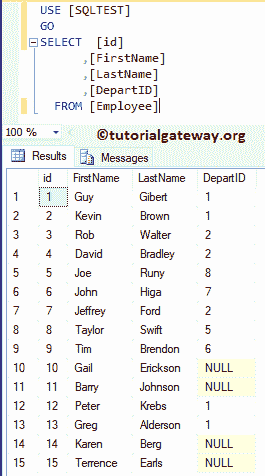 USE [SQLTEST]
GO
SELECT [id]
,[FirstName]
,[LastName]
,[DepartID]
FROM [Employee]
100 %
©tutorialgateway.org
Results Messages
id FirstName LastName DepartID
1 1 Guy Gibert 1
2 2 Kevin Brown 1
3 3 Rob Walter 2
4 4 David Bradley 2
5 5 Joe Runy 8
6 6 John Higa 7
7 7 Jeffrey Ford 2
8 8 Taylor Swift 5
9 9 Tim Brendon 6
10 10 Gail Erickson NULL
11 11 Barry Johnson NULL
12 12 Peter Krebs 1
13 13 Greg Alderson 1
14 14 Karen Berg NULL
15 15 Terrence Earls NULL